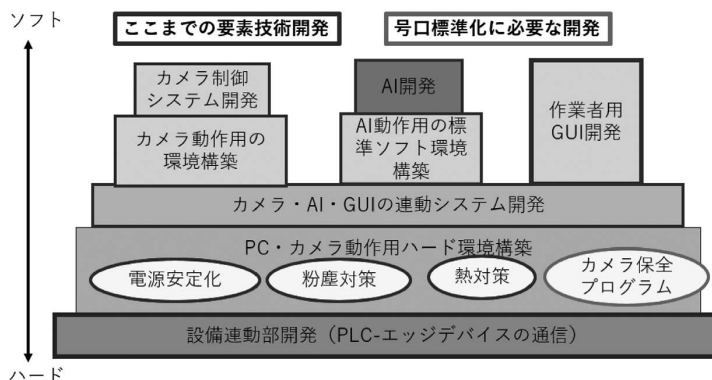 ソフト
ここまでの要素技術開発
号口標準化に必要な開発
カメラ制御
システム開発
AI開発
作業者用
GUI開発
カメラ動作用の
環境構築
AI動作用の標
準ソフト環境
構築
カメラ・AI・GUIの連動システム開発
PC・カメラ動作用ハード環境構築
電源安定化
粉塵対策
熱対策
カメラ保全
プログラム
設備連動部開発（PLC-エッジデバイスの通信）
ハード